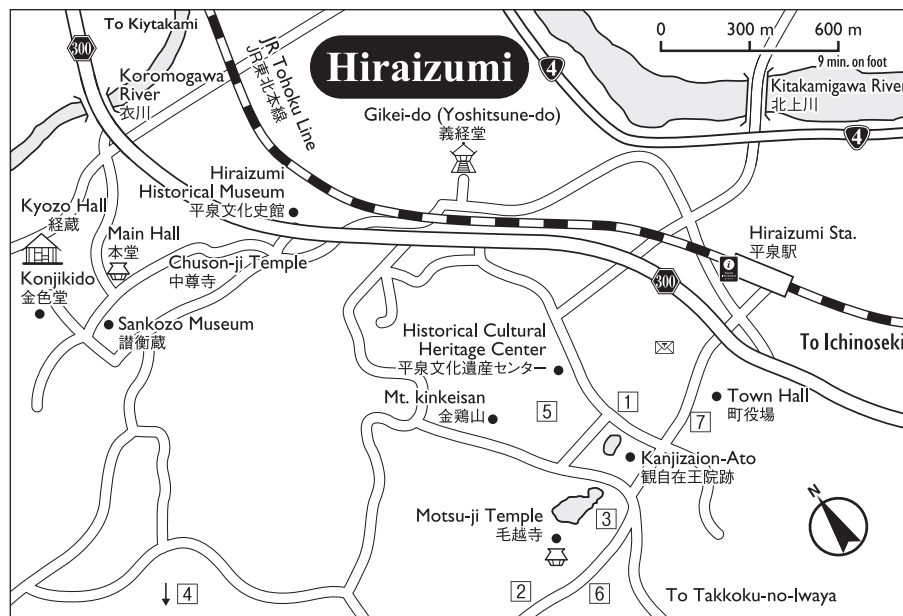 To Kiytakami
300
Koromogawa
River
衣川
JR Tohoku Line
JR東北本線
Hiraizumi
4
0 300 m 600 m
9 min. on foot
Kitakamigawa River
北上川
4
Gikei-do (Yoshitsune-do)
義経堂
Hiraizumi
Historical Museum
平泉文化史館
Kyozo Hall
経蔵
Main Hall
本堂
Chuson-ji Temple
中尊寺
Konjikido
金色堂
Sankozo Museum
讃衡蔵
Hiraizumi Sta.
平泉駅
i
300
To Ichinoseki
Historical Cultural
Heritage Center
平泉文化遺産センター
Mt. kinkeisan
金鶏山
5
1
7
Town Hall
町役場
Kanjizaion-Ato
観自在王院跡
Motsu-ji Temple
毛越寺
3
N
↓ 4
2
6
To Takkoku-no-Iwaya